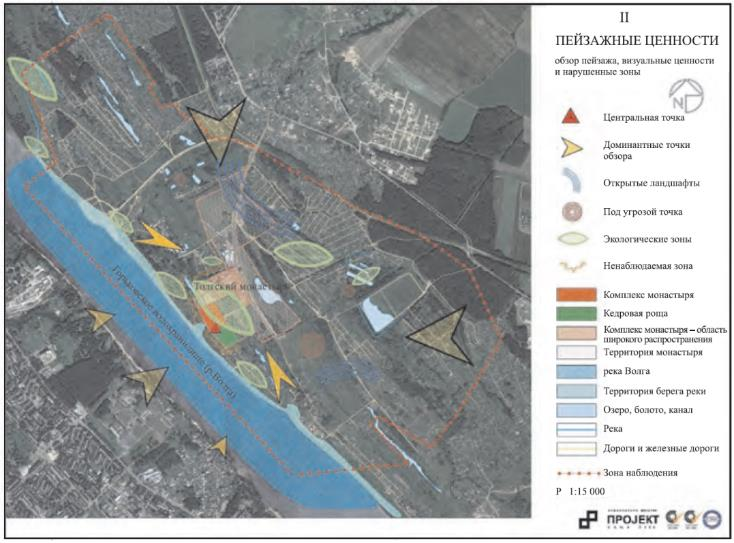 II
ПЕЙЗАЖНЫЕ ЦЕННОСТИ
обзор пейзажа, визуальные ценности
и нарушенные зоны
N
Центральная точка
Доминантные точки
обзора
Открытые ландшафты
Под угрозой точка
Экологические зоны
Ненаблюдаемая зона
Комплекс монастыря
Кедровая роща
Комплекс монастыря – область
широкого распространения
Территория монастыря
река Волга
Территория берега реки
Озеро, болото, канал
Река
Дороги и железные дороги
Зона наблюдения
Р 1:15 000
ПРОЈЕКТ
Толгский монастырь
Горьковское водохранилище (р.Волга)